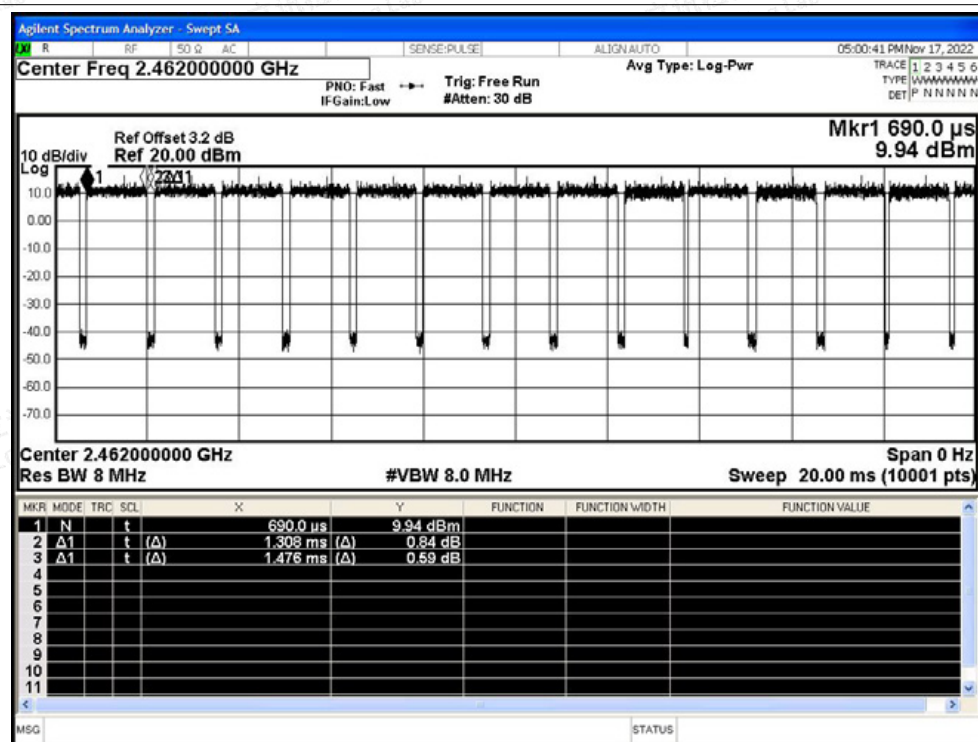 Agilent Spectrum Analyzer - Swept SA
R RF 50 Ω AC SENSE:PULSE ALIGN AUTO 05:00:41 PM Nov 17, 2022
Center Freq 2.462000000 GHz
PNO: Fast
IFGain:Low
Trig: Free Run
#Atten: 30 dB
Avg Type: Log-Pwr
TRACE 1 2 3 4 5 6
TYPE WWWWWW
DET P N N N N N
Mkr1 690.0 µs
9.94 dBm
Ref Offset 3.2 dB
10 dB/div Ref 20.00 dBm
Log
1
10.0
0.00
-10.0
-20.0
-30.0
-40.0
-50.0
-60.0
-70.0
Center 2.462000000 GHz Span 0 Hz
Res BW 8 MHz #VBW 8.0 MHz Sweep 20.00 ms (10001 pts)
MKR MODE TRC SCL X Y FUNCTION FUNCTION WIDTH FUNCTION VALUE
1 N t 690.0 µs 9.94 dBm
2 Δ1 t (Δ) 1.308 ms (Δ) 0.84 dB
3 Δ1 t (Δ) 1.476 ms (Δ) 0.59 dB
4
5
6
7
8
9
10
11
MSG STATUS